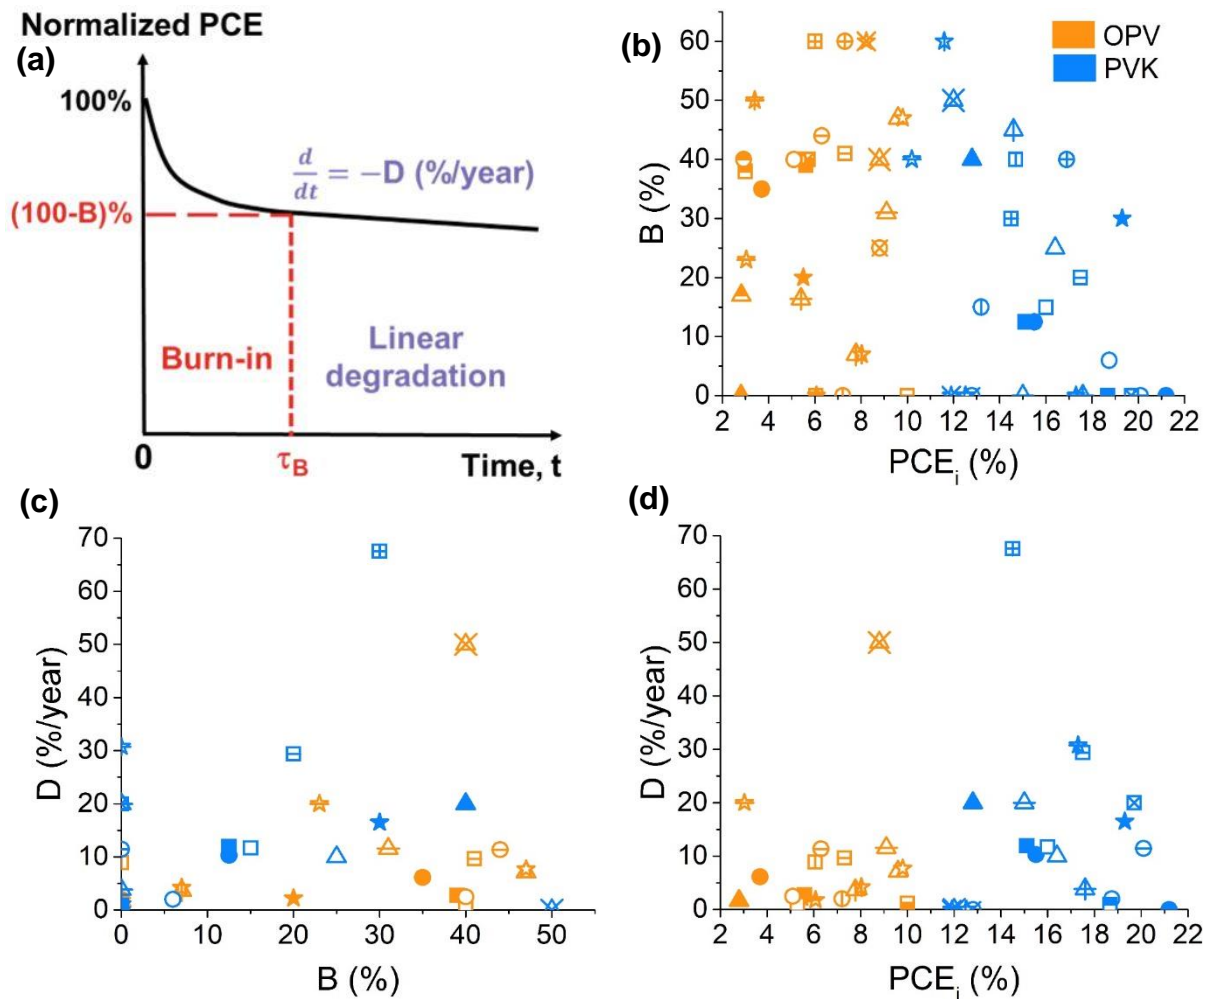 Normalized PCE
(a)
100%
d/dt = −D (%/year)
(100-B)%
Burn-in
Linear
degradation
0
τB
Time, t
(b)
B (%)
60
50
40
30
20
10
0
OPV
PVK
2 4 6 8 10 12 14 16 18 20 22
PCEi (%)
(c)
D (%/year)
70
60
50
40
30
20
10
0
0 10 20 30 40 50
B (%)
(d)
D (%/year)
70
60
50
40
30
20
10
0
2 4 6 8 10 12 14 16 18 20 22
PCEi (%)